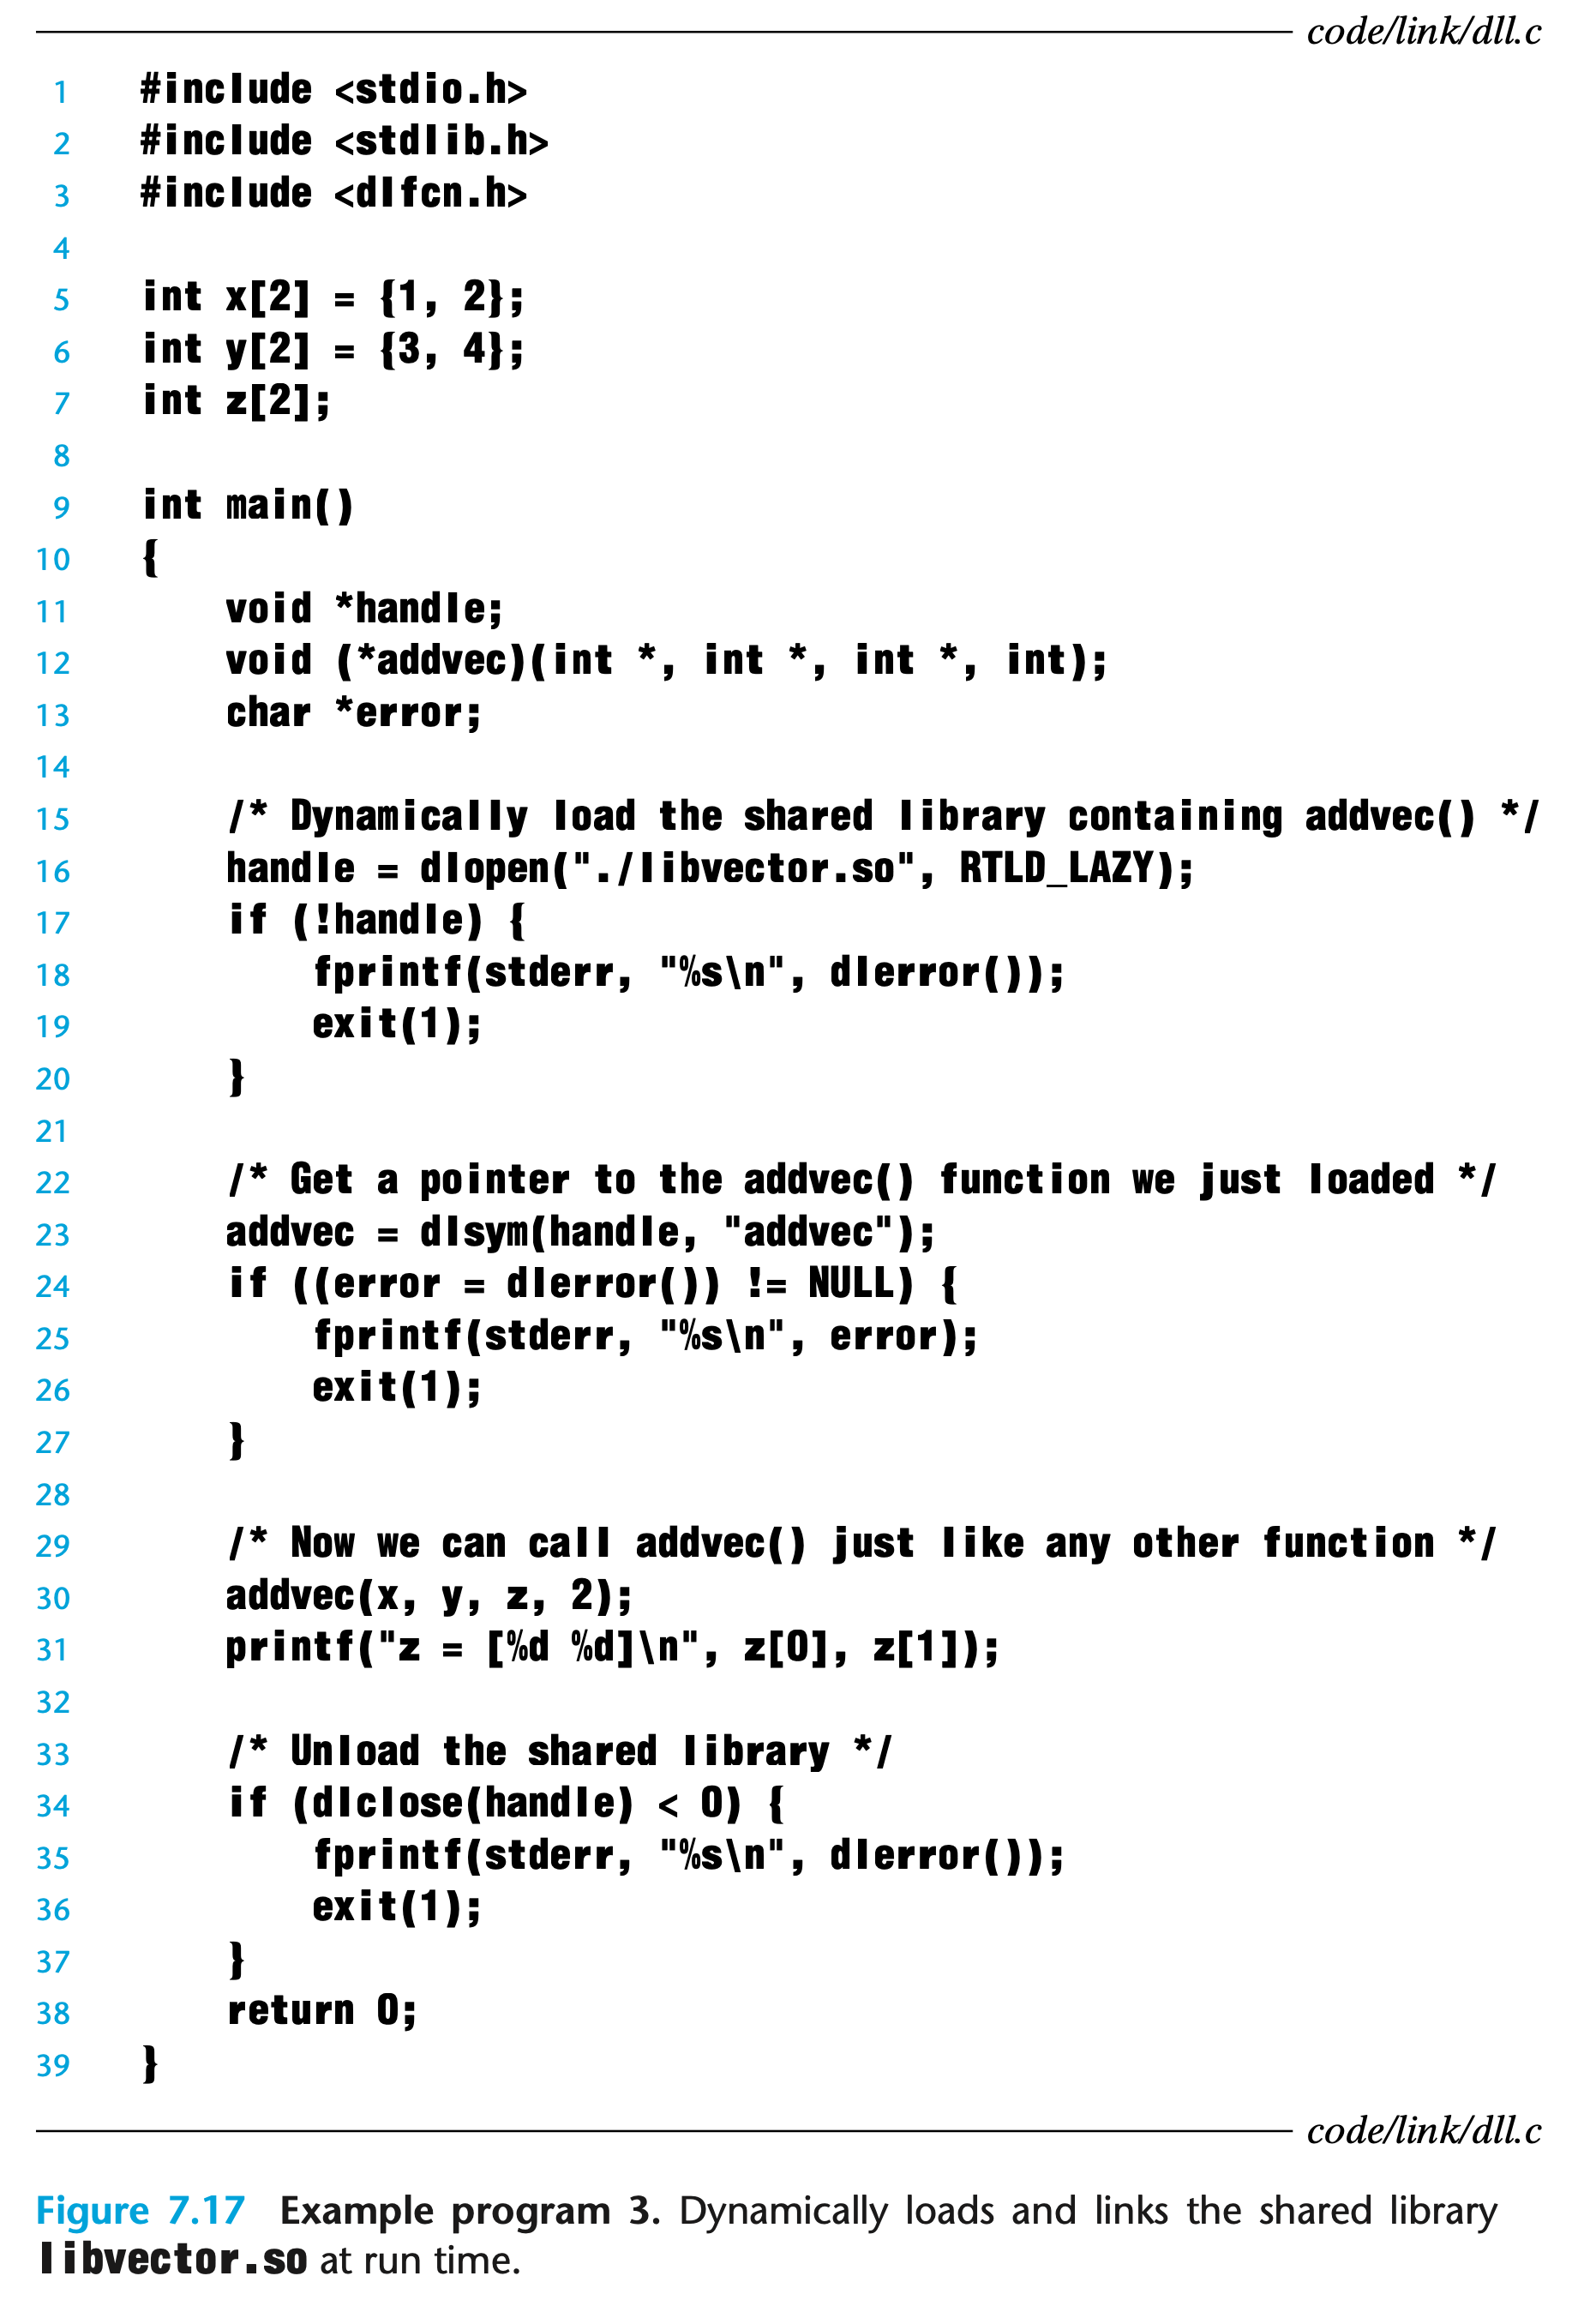 code/link/dll.c
1 #include <stdio.h>
2 #include <stdlib.h>
3 #include <dlfcn.h>
4
5 int x[2] = {1, 2};
6 int y[2] = {3, 4};
7 int z[2];
8
9 int main()
10 {
11     void *handle;
12     void (*addvec)(int *, int *, int *, int);
13     char *error;
14
15     /* Dynamically load the shared library containing addvec() */
16     handle = dlopen("./libvector.so", RTLD_LAZY);
17     if (!handle) {
18         fprintf(stderr, "%s\n", dlerror());
19         exit(1);
20     }
21
22     /* Get a pointer to the addvec() function we just loaded */
23     addvec = dlsym(handle, "addvec");
24     if ((error = dlerror()) != NULL) {
25         fprintf(stderr, "%s\n", error);
26         exit(1);
27     }
28
29     /* Now we can call addvec() just like any other function */
30     addvec(x, y, z, 2);
31     printf("z = [%d %d]\n", z[0], z[1]);
32
33     /* Unload the shared library */
34     if (dlclose(handle) < 0) {
35         fprintf(stderr, "%s\n", dlerror());
36         exit(1);
37     }
38     return 0;
39 }
code/link/dll.c
Figure 7.17 Example program 3. Dynamically loads and links the shared library
libvector.so at run time.